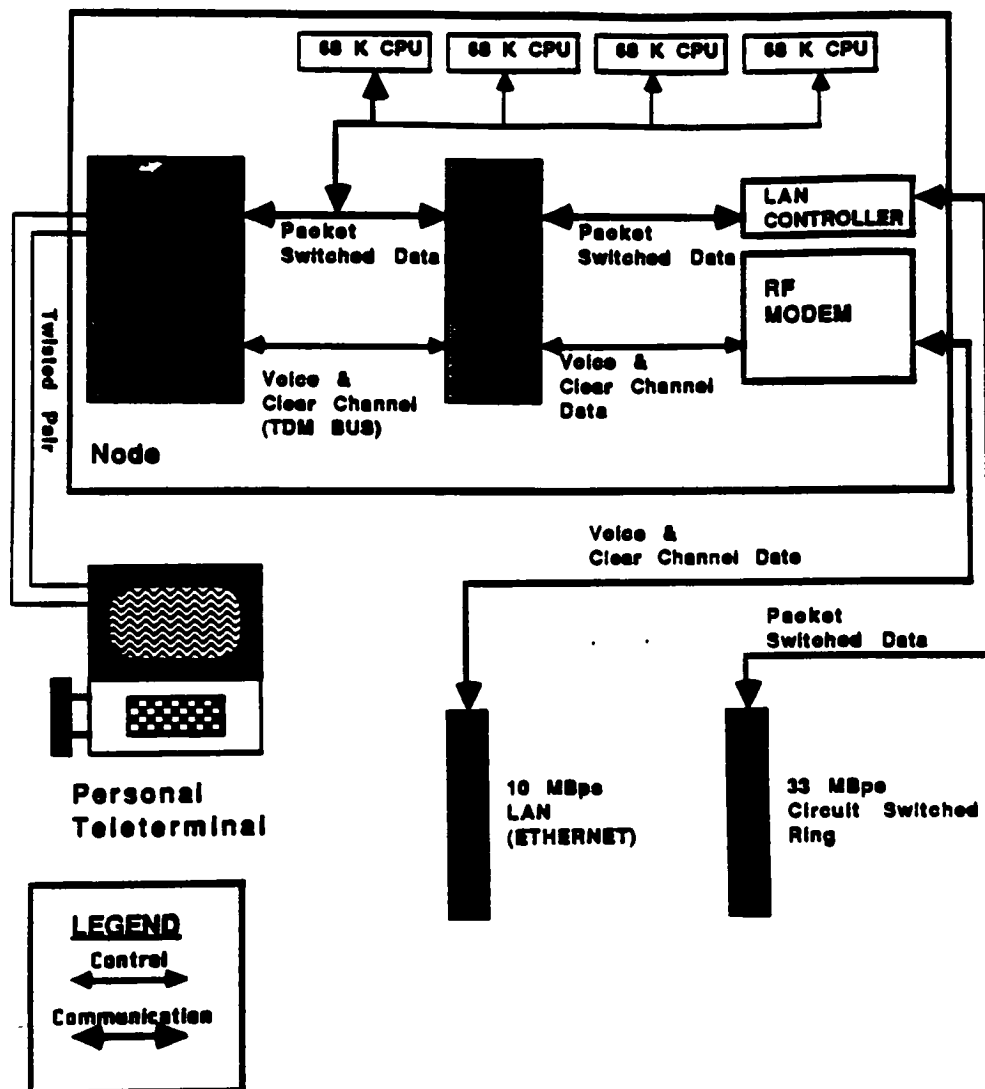 68 K CPU
68 K CPU
68 K CPU
68 K CPU
LAN
CONTROLLER
Packet
Switched Data
Packet
Switched Data
RF
MODEM
Twisted Pair
Voice &
Clear Channel
(TDM BUS)
Voice &
Clear Channel
Data
Node
Voice &
Clear Channel Data
Packet
Switched Data
Personal
Teleterminal
10 MBps
LAN
(ETHERNET)
33 MBps
Circuit Switched
Ring
LEGEND
Control
Communication